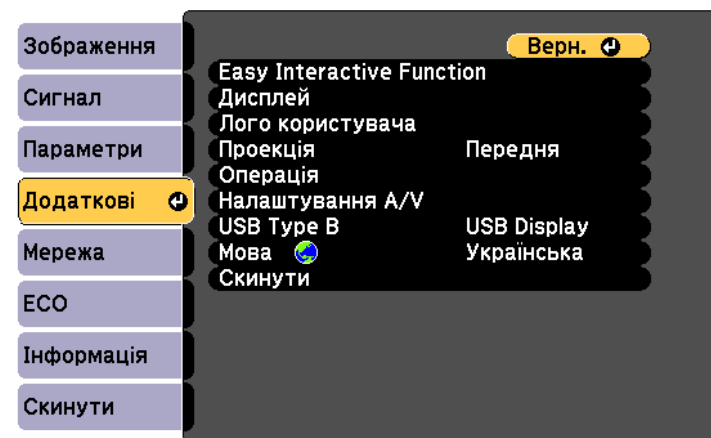 Зображення
Сигнал
Параметри
Додаткові
Мережа
ECO
Інформація
Скинути
Верн.
Easy Interactive Function
Дисплей
Лого користувача
Проекція Передня
Операція
Налаштування A/V
USB Type B USB Display
Мова Українська
Скинути